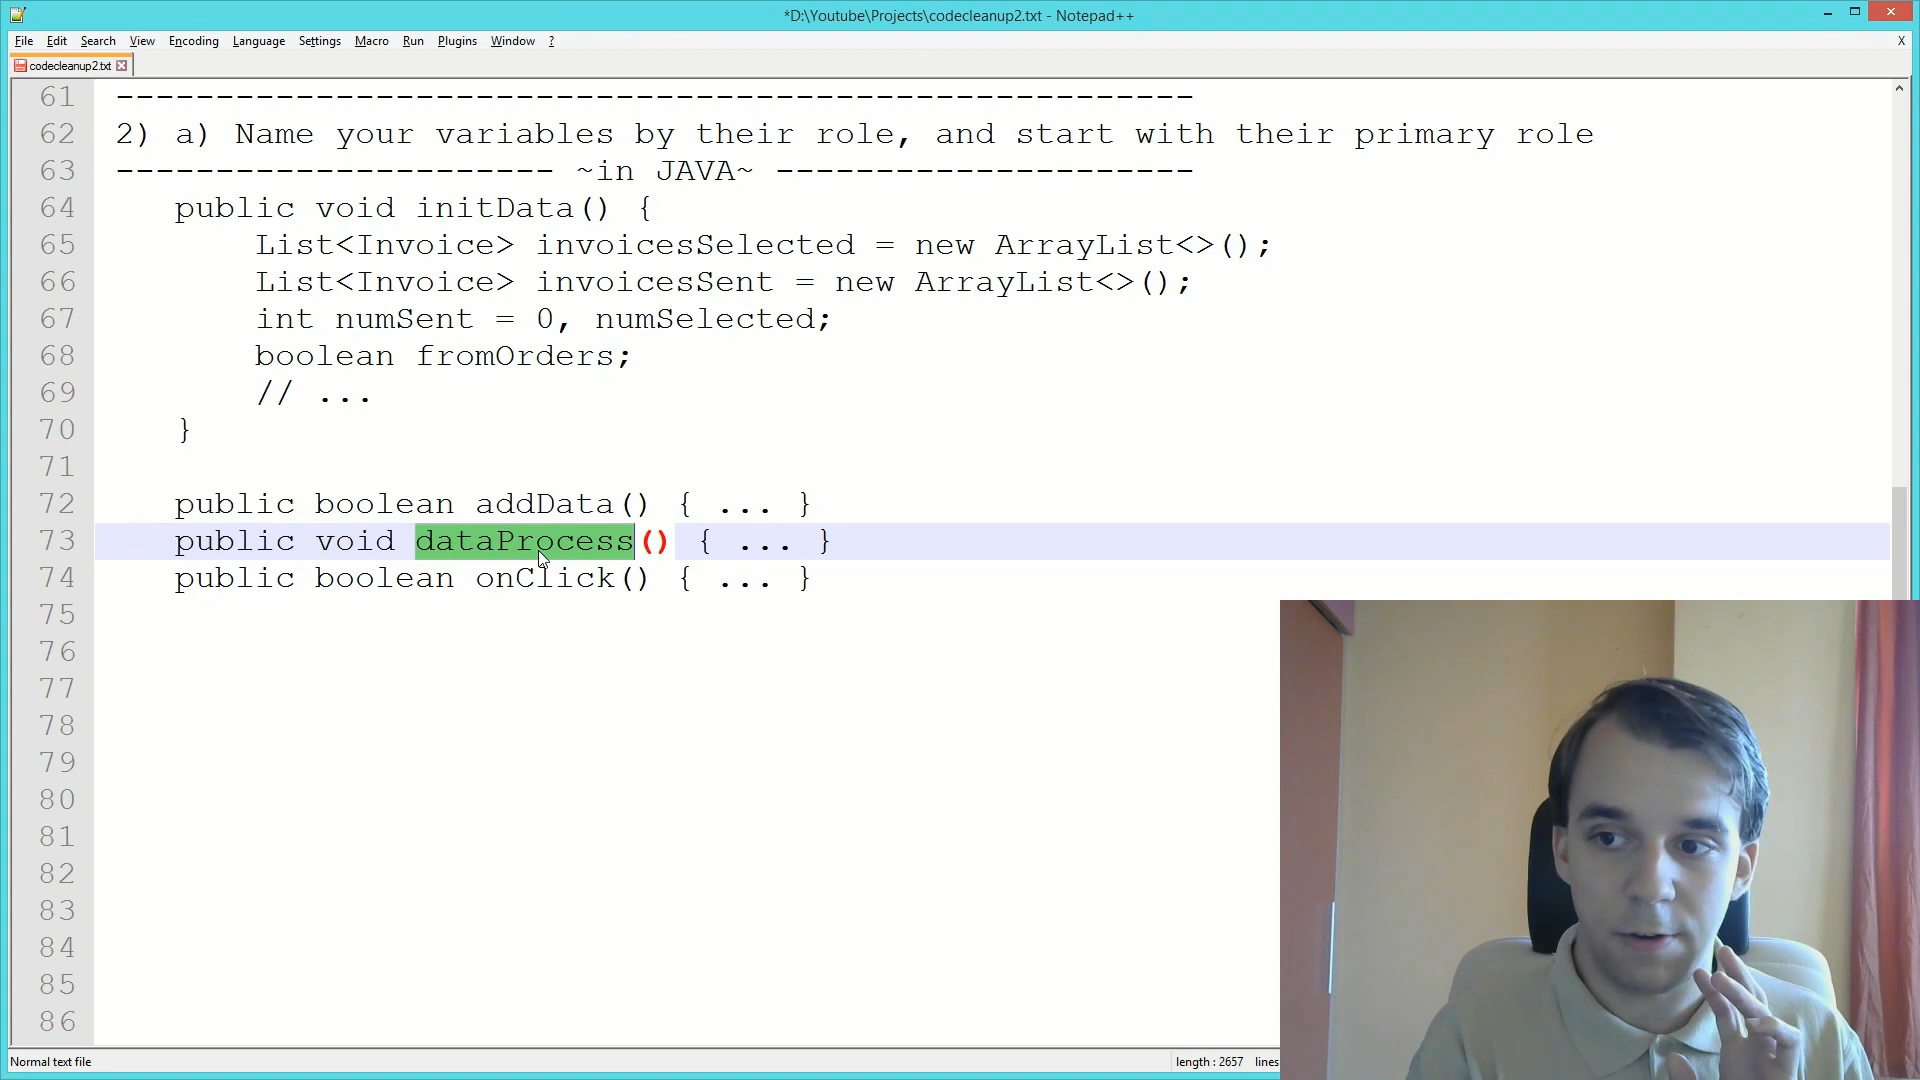 *D:\Youtube\Projects\codecleanup2.txt - Notepad++
File Edit Search View Encoding Language Settings Macro Run Plugins Window ? X
codecleanup2.txt
61 ------------------------------------------------------
62 2) a) Name your variables by their role, and start with their primary role
63 ---------------------- ~in JAVA~ ---------------------
64 public void initData() {
65 List<Invoice> invoicesSelected = new ArrayList<>();
66 List<Invoice> invoicesSent = new ArrayList<>();
67 int numSent = 0, numSelected;
68 boolean fromOrders;
69 // ...
70 }
71
72 public boolean addData() { ... }
73 public void dataProcess() { ... }
74 public boolean onClick() { ... }
75
76
77
78
79
80
81
82
83
84
85
86
Normal text file length : 2657 lines